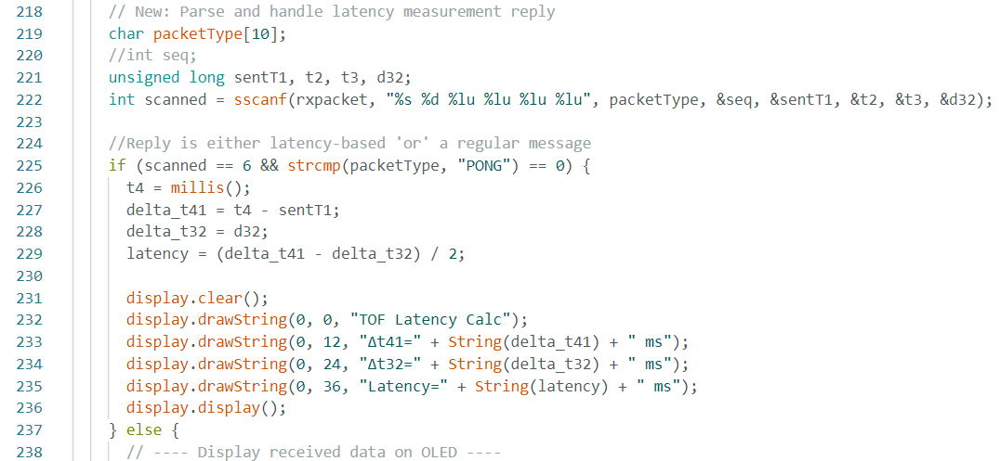 218 // New: Parse and handle latency measurement reply
219 char packetType[10];
220 //int seq;
221 unsigned long sentT1, t2, t3, d32;
222 int scanned = sscanf(rxpacket, "%s %d %lu %lu %lu %lu", packetType, &seq, &sentT1, &t2, &t3, &d32);
223
224 //Reply is either latency-based 'or' a regular message
225 if (scanned == 6 && strcmp(packetType, "PONG") == 0) {
226 t4 = millis();
227 delta_t41 = t4 - sentT1;
228 delta_t32 = d32;
229 latency = (delta_t41 - delta_t32) / 2;
230
231 display.clear();
232 display.drawString(0, 0, "TOF Latency Calc");
233 display.drawString(0, 12, "Δt41=" + String(delta_t41) + " ms");
234 display.drawString(0, 24, "Δt32=" + String(delta_t32) + " ms");
235 display.drawString(0, 36, "Latency=" + String(latency) + " ms");
236 display.display();
237 } else {
238 // ---- Display received data on OLED ----